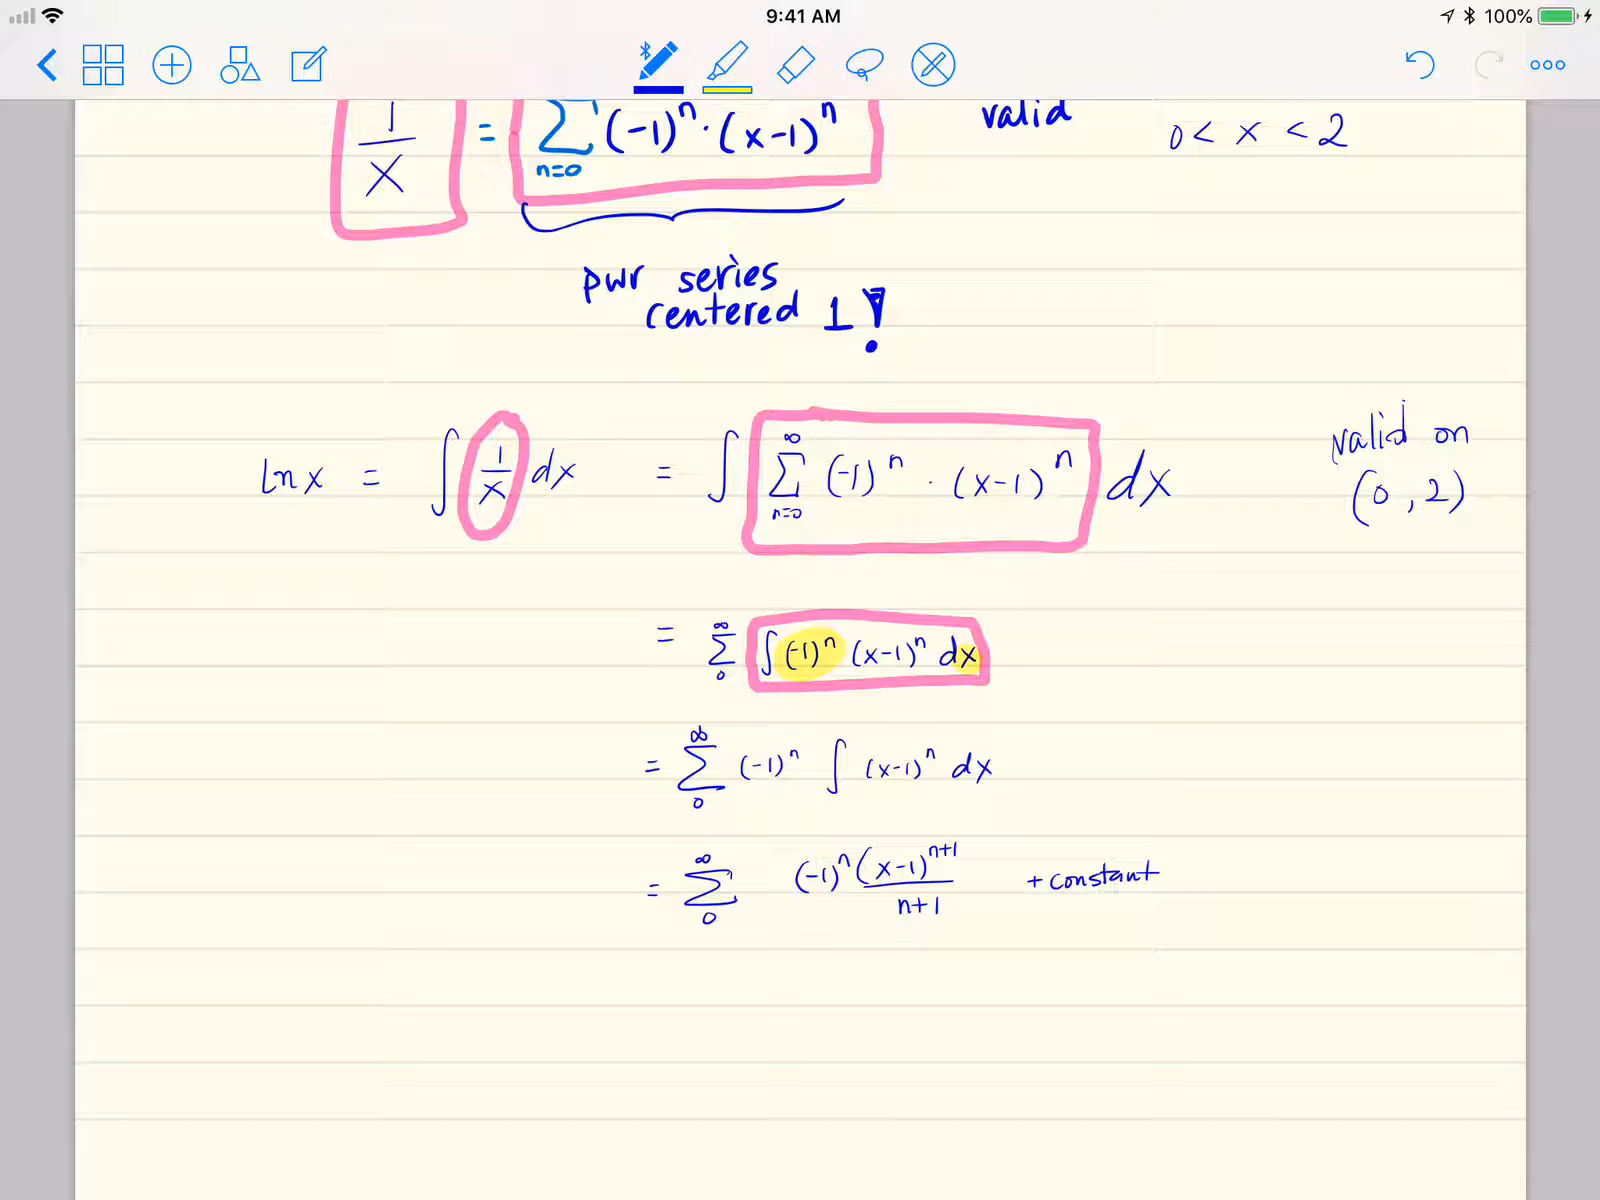 9:41 AM
100%
1/x = ∑ n=0 (-1)^n · (x-1)^n valid 0 < x < 2
pwr series
centered 1!
ln x = ∫ 1/x dx = ∫ ∑ n=0 ∞ (-1)^n · (x-1)^n dx valid on (0, 2)
= ∑ 0 ∞ ∫ (-1)^n (x-1)^n dx
= ∑ 0 ∞ (-1)^n ∫ (x-1)^n dx
= ∑ 0 ∞ (-1)^n (x-1)^(n+1) / n+1 + constant